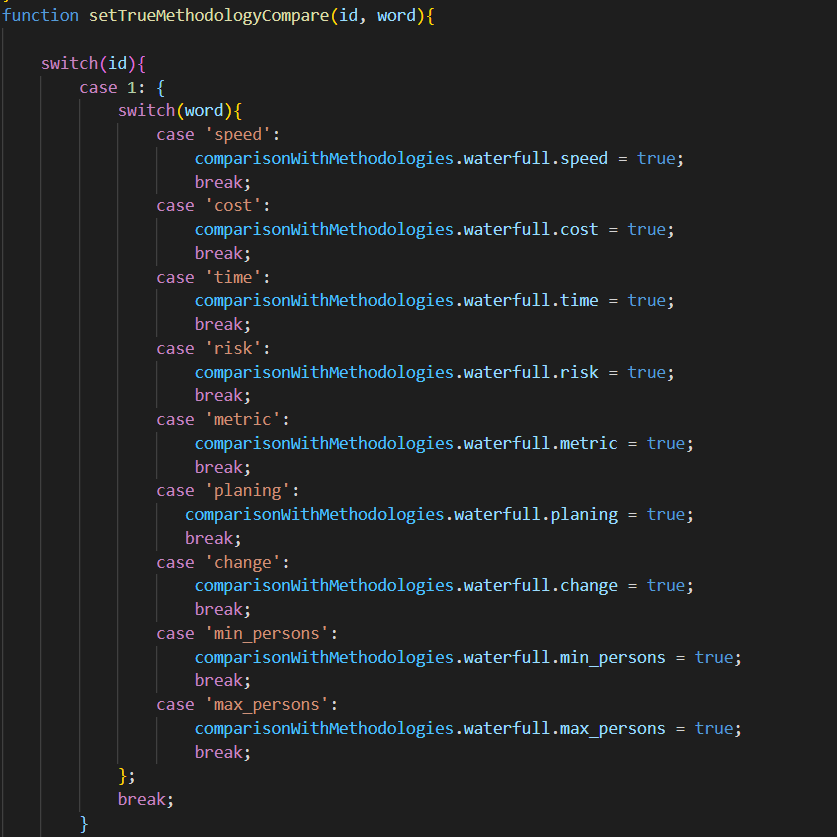 function setTrueMethodologyCompare(id, word){
switch(id){
case 1: {
switch(word){
case 'speed':
comparisonWithMethodologies.waterfull.speed = true;
break;
case 'cost':
comparisonWithMethodologies.waterfull.cost = true;
break;
case 'time':
comparisonWithMethodologies.waterfull.time = true;
break;
case 'risk':
comparisonWithMethodologies.waterfull.risk = true;
break;
case 'metric':
comparisonWithMethodologies.waterfull.metric = true;
break;
case 'planing':
comparisonWithMethodologies.waterfull.planing = true;
break;
case 'change':
comparisonWithMethodologies.waterfull.change = true;
break;
case 'min_persons':
comparisonWithMethodologies.waterfull.min_persons = true;
break;
case 'max_persons':
comparisonWithMethodologies.waterfull.max_persons = true;
break;
};
break;
}